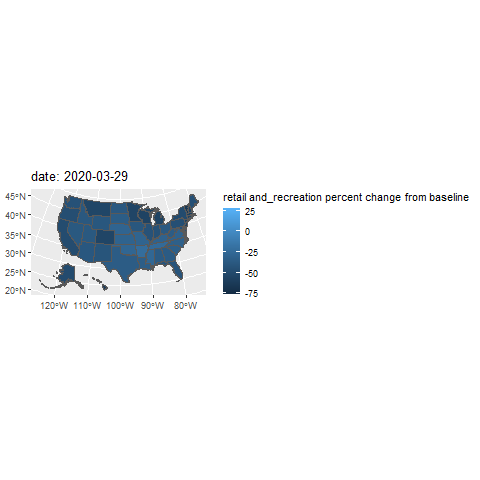 date: 2020-03-29
retail and_recreation percent change from baseline
45°N
40°N
35°N
30°N
25°N
20°N
120°W 110°W 100°W 90°W 80°W
25
0
-25
-50
-75